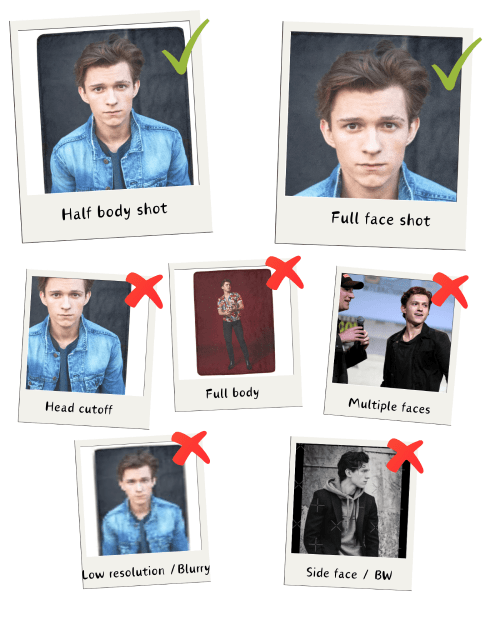 Half body shot
Full face shot
Head cutoff
Full body
Multiple faces
Low resolution / Blurry
Side face / BW